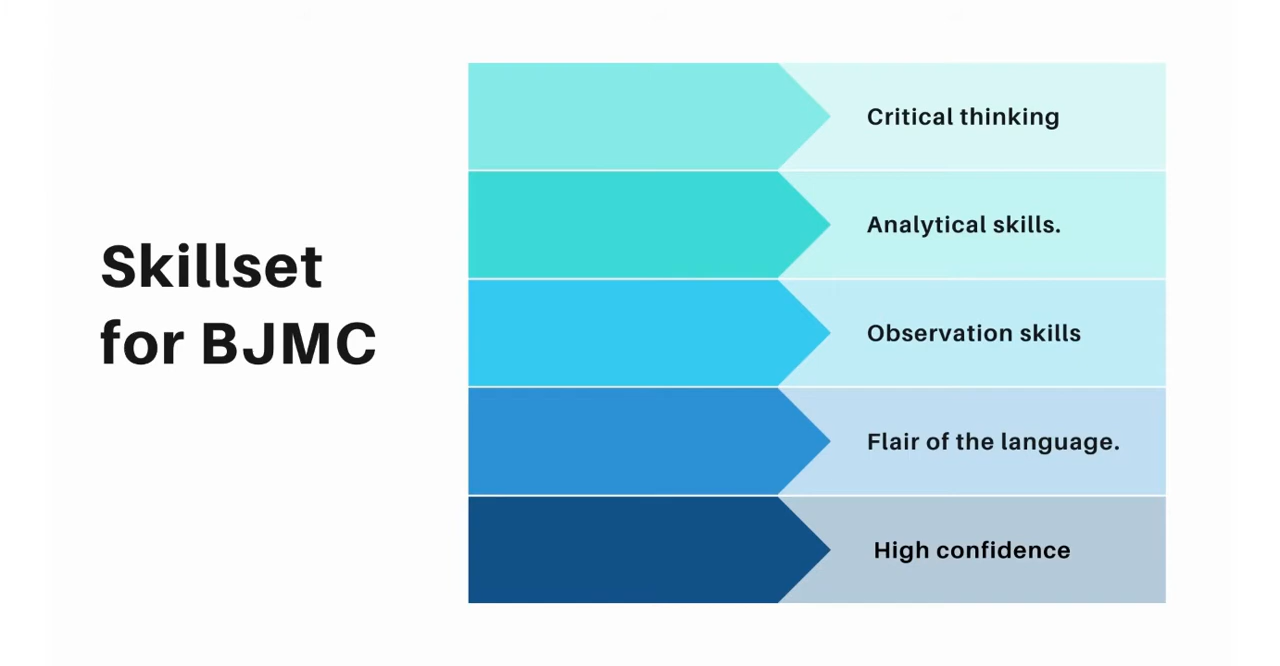 Skillset
for BJMC
Critical thinking
Analytical skills.
Observation skills
Flair of the language.
High confidence